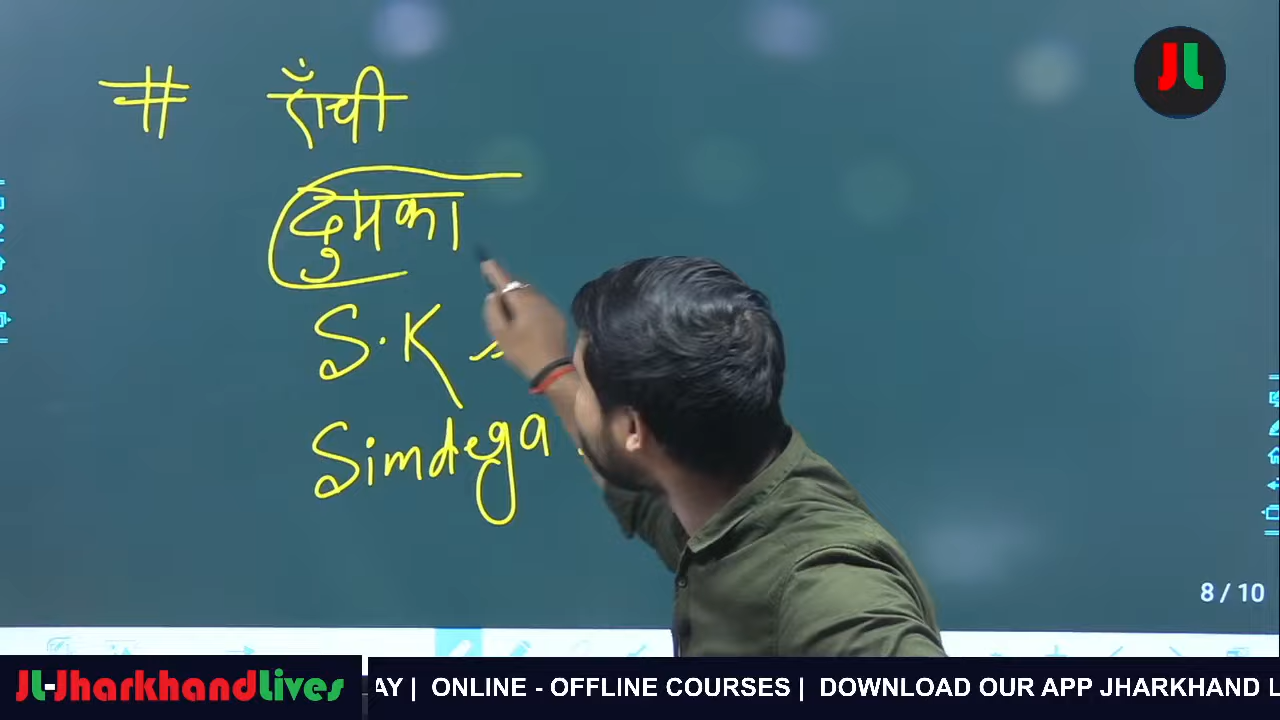 # राँची
दुमका
S.K
Simdega
8 / 10
JL
JL-JharkhandLives
AY | ONLINE - OFFLINE COURSES | DOWNLOAD OUR APP JHARKHAND L